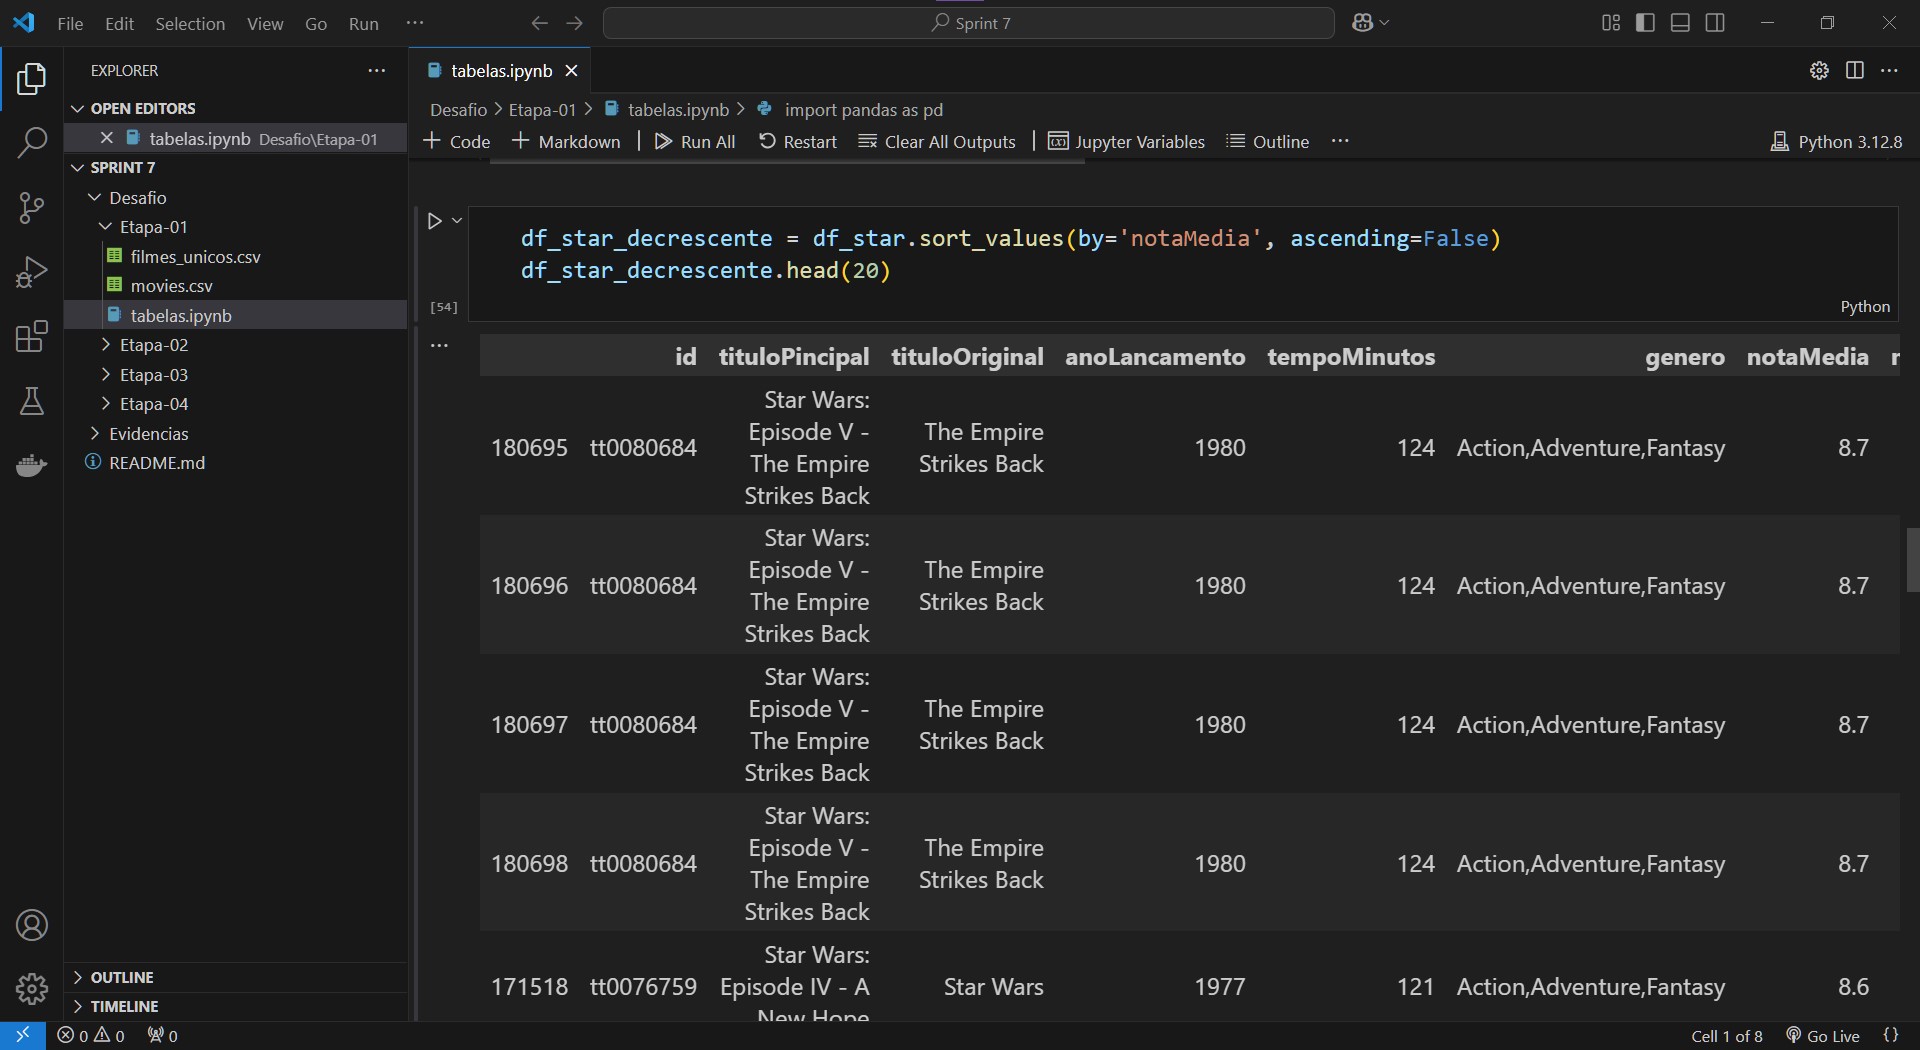 File Edit Selection View Go Run ···
Sprint 7
EXPLORER
OPEN EDITORS
tabelas.ipynb Desafio\Etapa-01
SPRINT 7
Desafio
Etapa-01
filmes_unicos.csv
movies.csv
tabelas.ipynb
Etapa-02
Etapa-03
Etapa-04
Evidencias
README.md
OUTLINE
TIMELINE
tabelas.ipynb
Desafio > Etapa-01 > tabelas.ipynb > import pandas as pd
+ Code + Markdown Run All Restart Clear All Outputs Jupyter Variables Outline ··· Python 3.12.8
df_star_decrescente = df_star.sort_values(by='notaMedia', ascending=False)
df_star_decrescente.head(20)
[54]
Python
id tituloPincipal tituloOriginal anoLancamento tempoMinutos genero notaMedia
180695 tt0080684 Star Wars: Episode V - The Empire Strikes Back The Empire Strikes Back 1980 124 Action,Adventure,Fantasy 8.7
180696 tt0080684 Star Wars: Episode V - The Empire Strikes Back The Empire Strikes Back 1980 124 Action,Adventure,Fantasy 8.7
180697 tt0080684 Star Wars: Episode V - The Empire Strikes Back The Empire Strikes Back 1980 124 Action,Adventure,Fantasy 8.7
180698 tt0080684 Star Wars: Episode V - The Empire Strikes Back The Empire Strikes Back 1980 124 Action,Adventure,Fantasy 8.7
171518 tt0076759 Star Wars: Episode IV - A New Hope Star Wars 1977 121 Action,Adventure,Fantasy 8.6
0 0 0 Cell 1 of 8 Go Live {}